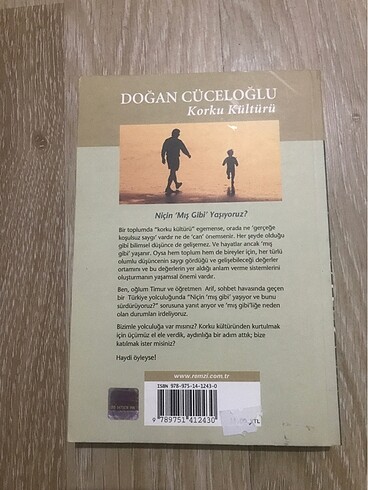 DOĞAN CÜCELOĞLU
Korku Kültürü
Niçin 'Mış Gibi' Yaşıyoruz?
Bir toplumda "korku kültürü" egemense, orada ne 'gerçeğe
koşulsuz saygı' vardır ne de 'can' önemsenir. Her şeyde olduğu
gibi bilimsel düşünce de gelişemez. Ve hayatlar ancak 'mış
gibi' yaşanır. Oysa hem toplum hem de bireyler için, her türlü
olumlu düşüncenin saygı gördüğü ve gelişebileceği değerler
ortamını ve bu değerlerin yer aldığı anlam verme sistemlerini
oluşturmanın yaşamsal önemi vardır.
Ben, oğlum Timur ve öğretmen Arif, sohbet havasında geçen
bir Türkiye yolculuğunda "Niçin 'mış gibi' yaşıyor ve bunu
sürdürüyoruz?" sorusuna yanıt arıyor ve 'mış gibi'liğe neden
olan durumları irdeliyoruz.
Bizimle yolculuğa var mısınız? Korku kültüründen kurtulmak
için üçümüz el ele verdik, aydınlığa bir adım attık; bize
katılmak ister misiniz?
Haydi öyleyse!
www.remzi.com.tr
ISBN 978-975-14-1243-0
9 789751 412430
YTL